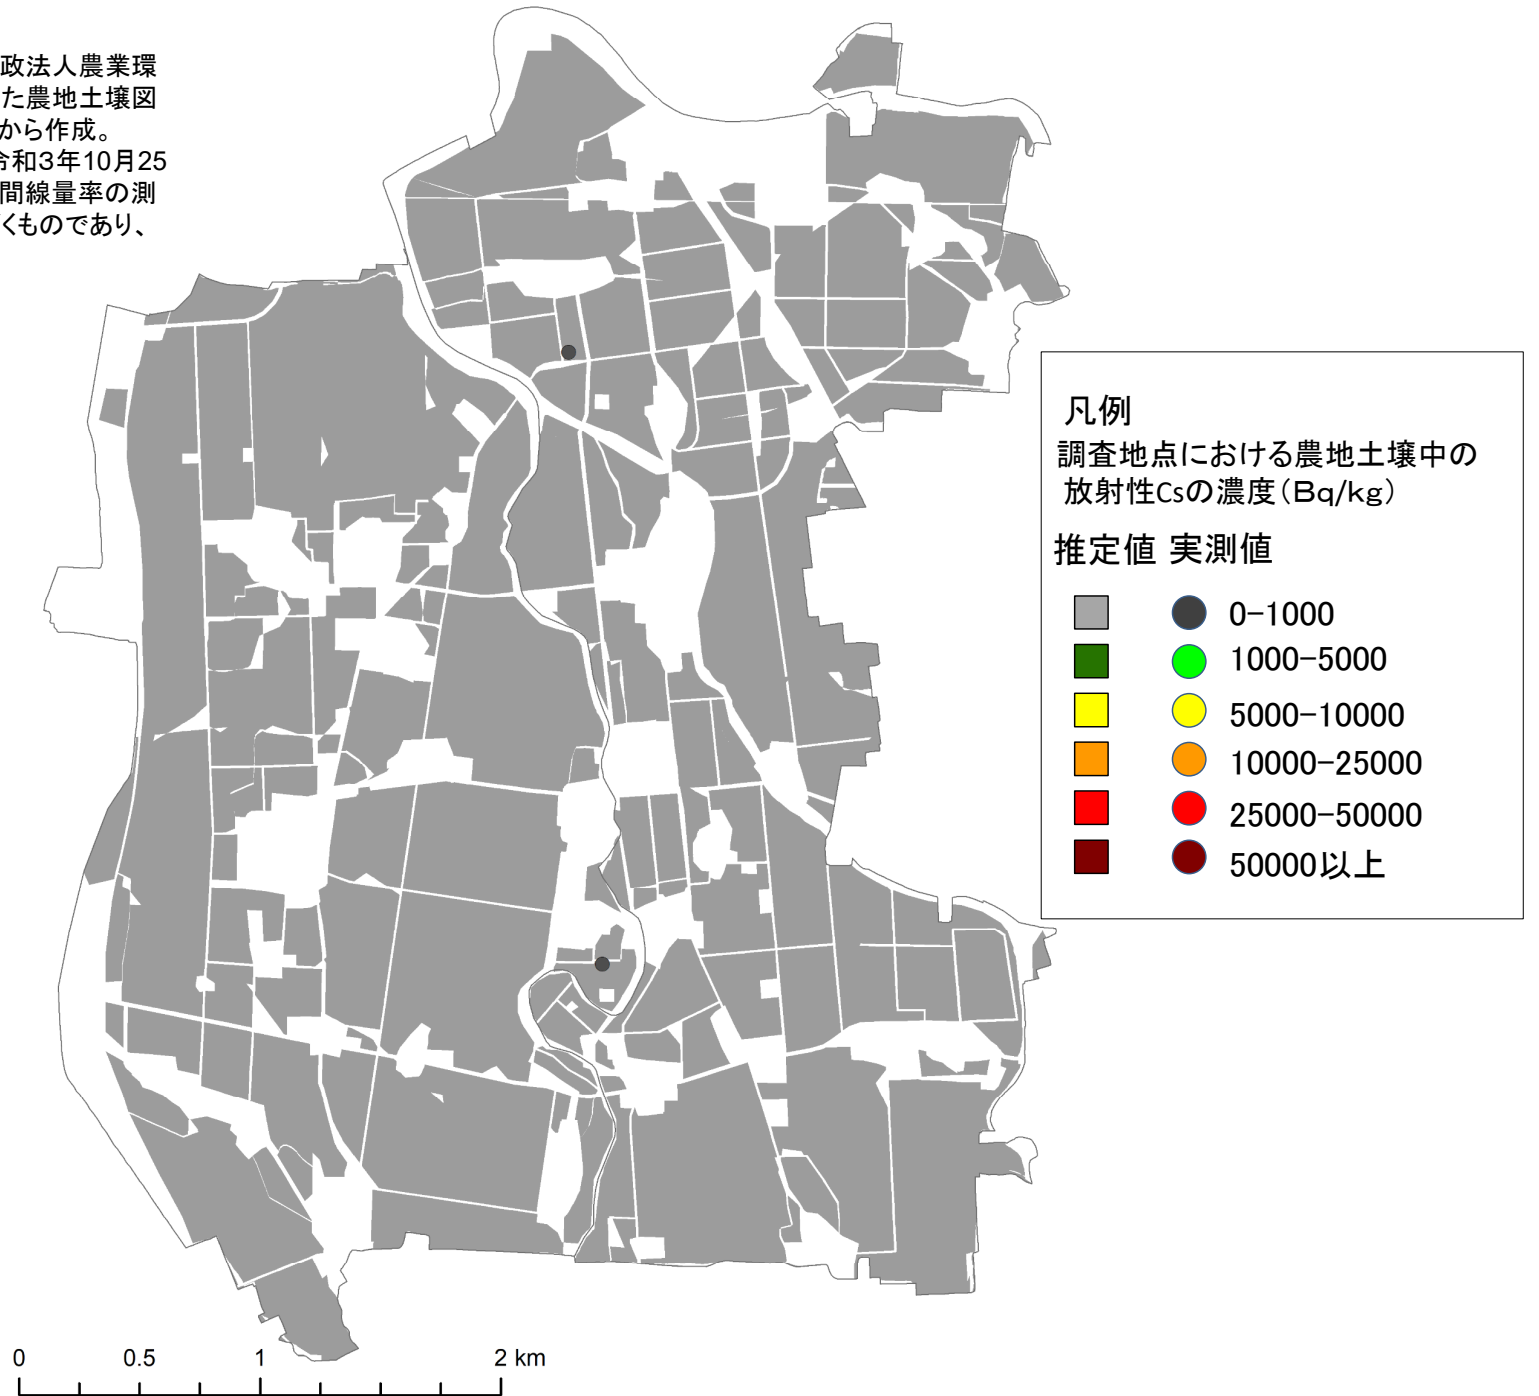 政法人農業環
た農地土壌図
から作成。
令和3年10月25
間線量率の測
くものであり、
凡例
調査地点における農地土壌中の
放射性Csの濃度（Bq/kg）
推定値 実測値
0−1000
1000−5000
5000−10000
10000−25000
25000−50000
50000以上
0 0.5 1 2 km